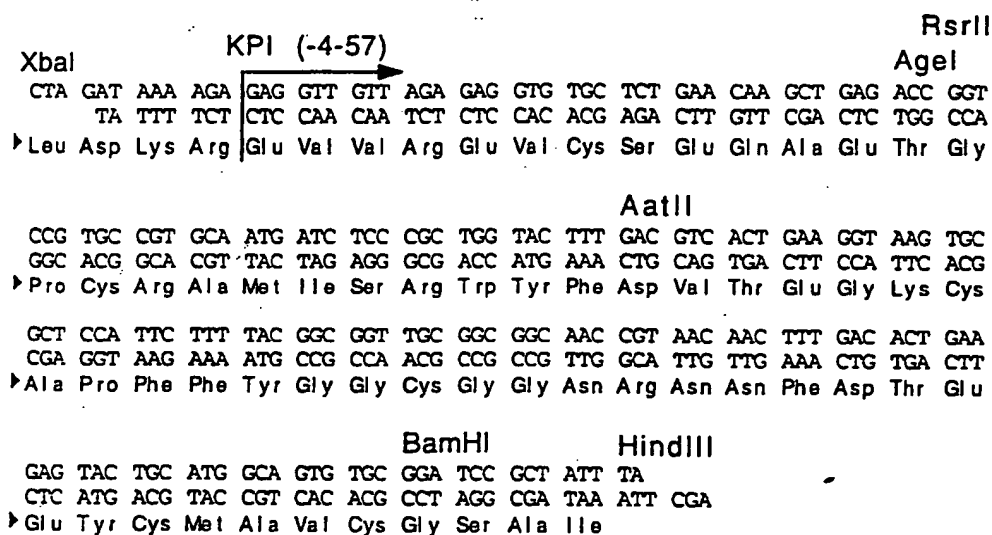 RsrII
KPI (-4-57)
XbaI AgeI
CTA GAT AAA AGA GAG GTT GTT AGA GAG GTG TGC TCT GAA CAA GCT GAG ACC GGT
TA TTT TCT CTC CAA CAA TCT CTC CAC ACG AGA CTT GTT CGA CTC TGG CCA
Leu Asp Lys Arg Glu Val Val Arg Glu Val Cys Ser Glu Gln Ala Glu Thr Gly
AatII
CCG TGC CGT GCA ATG ATC TCC CGC TGG TAC TTT GAC GTC ACT GAA GGT AAG TGC
GGC ACG GCA CGT TAC TAG AGG GCG ACC ATG AAA CTG CAG TGA CTT CCA TTC ACG
Pro Cys Arg Ala Met Ile Ser Arg Trp Tyr Phe Asp Val Thr Glu Gly Lys Cys
GCT CCA TTC TTT TAC GGC GGT TGC GGC GGC AAC CGT AAC AAC TTT GAC ACT GAA
CGA GGT AAG AAA ATG CCG CCA ACG CCG CCG TTG GCA TTG TTG AAA CTG TGA CTT
Ala Pro Phe Phe Tyr Gly Gly Cys Gly Gly Asn Arg Asn Asn Phe Asp Thr Glu
BamHI HindIII
GAG TAC TGC ATG GCA GTG TGC GGA TCC GCT ATT TA
CTC ATG ACG TAC CGT CAC ACG CCT AGG CGA TAA ATT CGA
Glu Tyr Cys Met Ala Val Cys Gly Ser Ala Ile